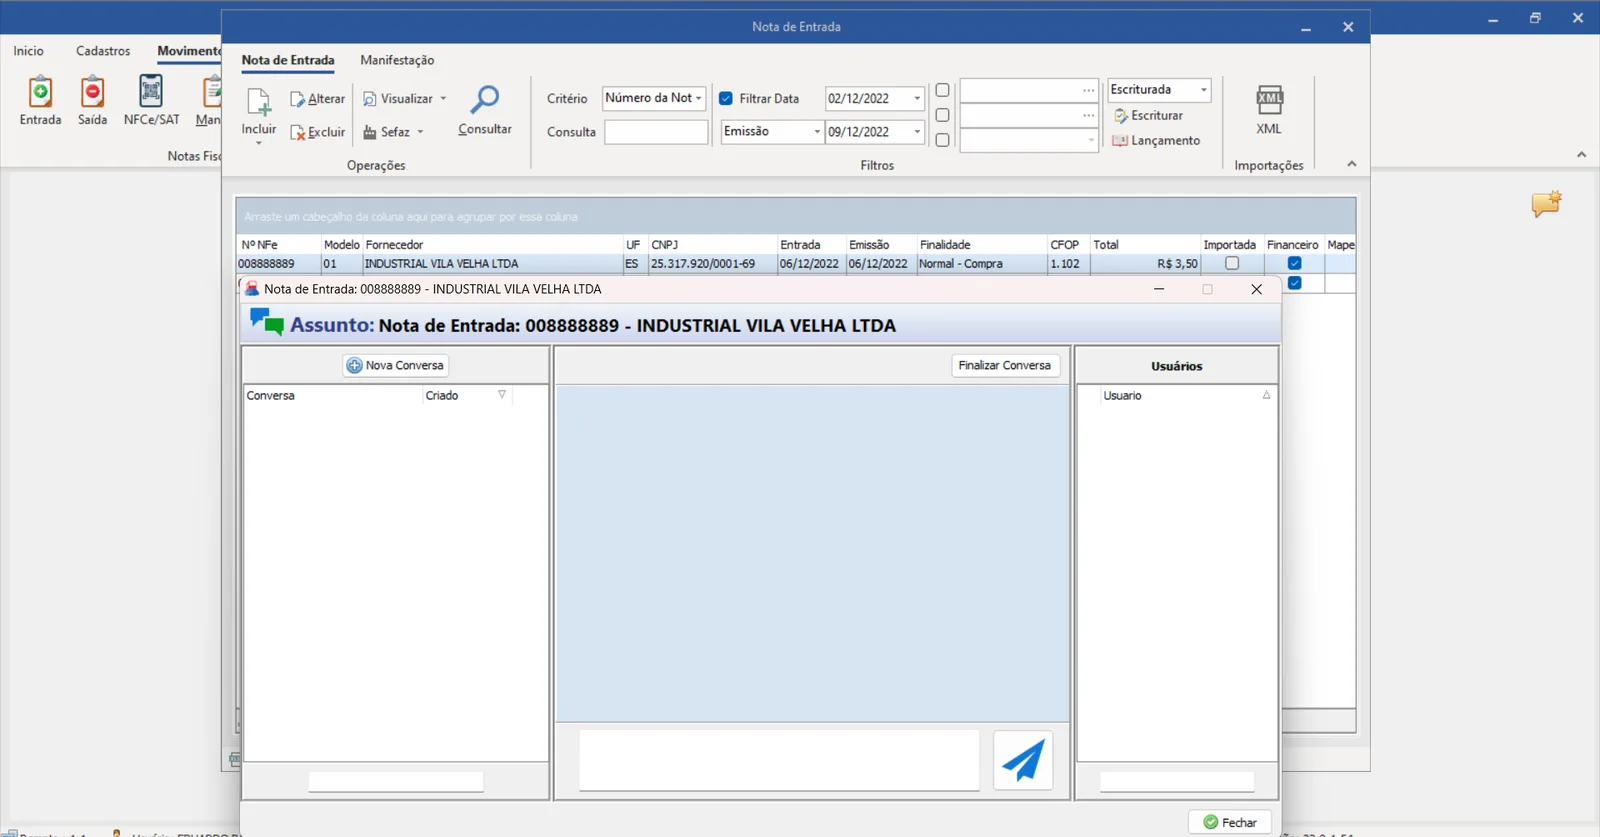 Nota de Entrada
Inicio
Cadastros
Movimento
Entrada
Saída
NFCe/SAT
Man
Notas Fisc
Nota de Entrada
Manifestação
Incluir
Alterar
Excluir
Visualizar
Sefaz
Consultar
Operações
Critério
Número da Not
Consulta
Filtrar Data
02/12/2022
Emissão
09/12/2022
Filtros
Escriturada
Escriturar
Lançamento
XML
XML
Importações
Arraste um cabeçalho da coluna aqui para agrupar por essa coluna
Nº NFe Modelo Fornecedor UF CNPJ Entrada Emissão Finalidade CFOP Total Importada Financeiro Mape
008888889 01 INDUSTRIAL VILA VELHA LTDA ES 25.317.920/0001-69 06/12/2022 06/12/2022 Normal - Compra 1.102 R$ 3,50
Nota de Entrada: 008888889 - INDUSTRIAL VILA VELHA LTDA
Assunto: Nota de Entrada: 008888889 - INDUSTRIAL VILA VELHA LTDA
Nova Conversa
Finalizar Conversa
Usuários
Conversa Criado
Usuario
Fechar